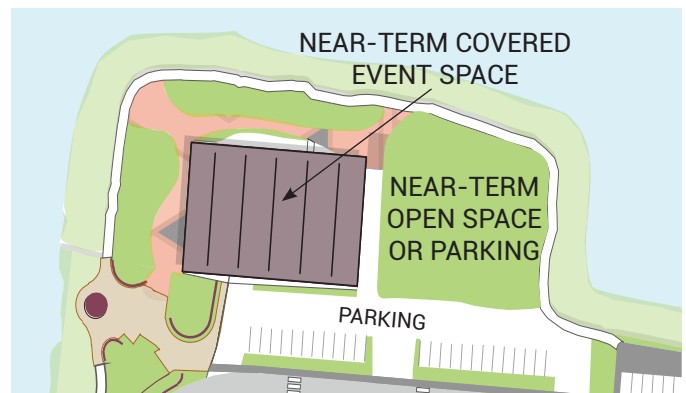 NEAR-TERM COVERED
EVENT SPACE
NEAR-TERM
OPEN SPACE
OR PARKING
PARKING